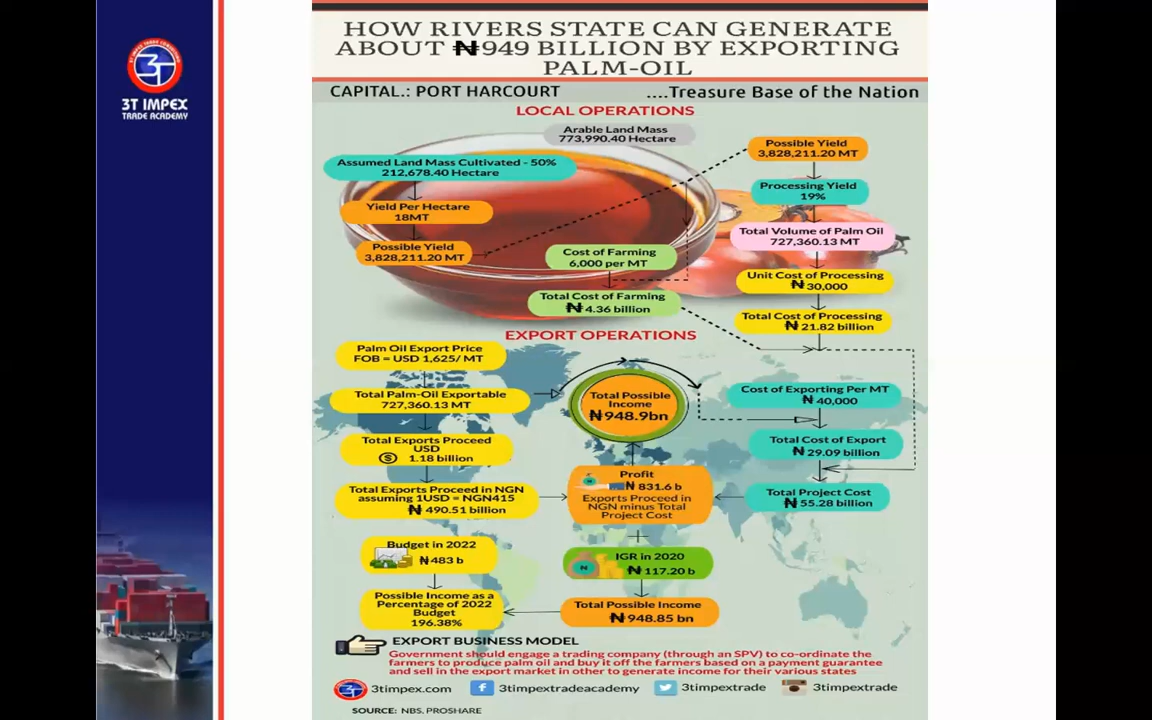 3T IMPEX TRADE CONSULTING
3T
3T IMPEX
TRADE ACADEMY
HOW RIVERS STATE CAN GENERATE
ABOUT ₦949 BILLION BY EXPORTING
PALM-OIL
CAPITAL.: PORT HARCOURT ....Treasure Base of the Nation
LOCAL OPERATIONS
Arable Land Mass
773,990.40 Hectare
Assumed Land Mass Cultivated - 50%
212,678.40 Hectare
Yield Per Hectare
18MT
Possible Yield
3,828,211.20 MT
Cost of Farming
6,000 per MT
Total Cost of Farming
₦ 4.36 billion
Possible Yield
3,828,211.20 MT
Processing Yield
19%
Total Volume of Palm Oil
727,360.13 MT
Unit Cost of Processing
₦ 30,000
Total Cost of Processing
₦ 21.82 billion
EXPORT OPERATIONS
Palm Oil Export Price
FOB = USD 1,625/ MT
Total Palm-Oil Exportable
727,360.13 MT
Total Exports Proceed
USD
$ 1.18 billion
Total Exports Proceed in NGN
assuming 1USD = NGN415
₦ 490.51 billion
Total Possible
Income
₦948.9bn
Cost of Exporting Per MT
₦ 40,000
Total Cost of Export
₦ 29.09 billion
Total Project Cost
₦ 55.28 billion
Profit
₦ 831.6 b
Exports Proceed in
NGN minus Total
Project Cost
Budget in 2022
₦483 b
IGR in 2020
₦ 117.20 b
Possible Income as a
Percentage of 2022
Budget
196.38%
Total Possible Income
₦948.85 bn
EXPORT BUSINESS MODEL
Government should engage a trading company (through an SPV) to co-ordinate the
farmers to produce palm oil and buy it off the farmers based on a payment guarantee
and sell in the export market in other to generate income for their various states
3T
3timpex.com
3timpextradeacademy
3timpextrade
3timpextrade
SOURCE: NBS, PROSHARE